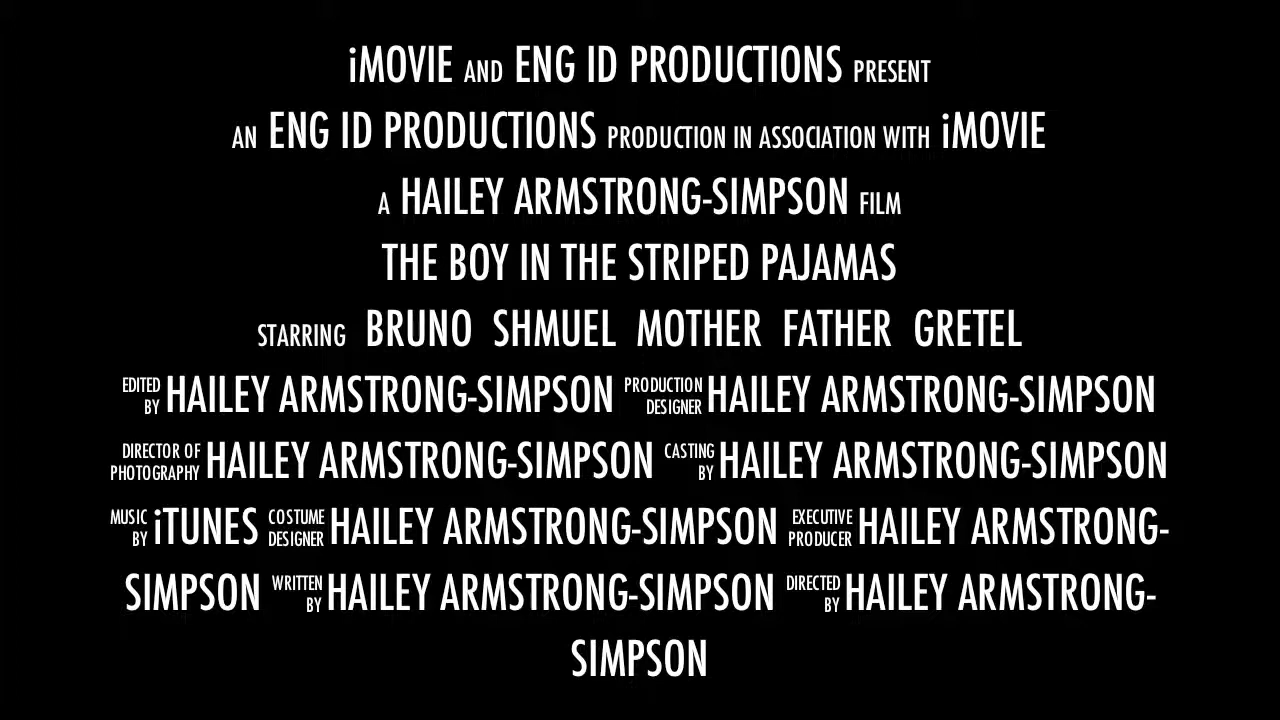 iMOVIE AND ENG ID PRODUCTIONS PRESENT
AN ENG ID PRODUCTIONS PRODUCTION IN ASSOCIATION WITH iMOVIE
A HAILEY ARMSTRONG-SIMPSON FILM
THE BOY IN THE STRIPED PAJAMAS
STARRING BRUNO SHMUEL MOTHER FATHER GRETEL
EDITED BY HAILEY ARMSTRONG-SIMPSON PRODUCTION DESIGNER HAILEY ARMSTRONG-SIMPSON
DIRECTOR OF PHOTOGRAPHY HAILEY ARMSTRONG-SIMPSON CASTING BY HAILEY ARMSTRONG-SIMPSON
MUSIC BY iTUNES COSTUME DESIGNER HAILEY ARMSTRONG-SIMPSON EXECUTIVE PRODUCER HAILEY ARMSTRONG-
SIMPSON WRITTEN BY HAILEY ARMSTRONG-SIMPSON DIRECTED BY HAILEY ARMSTRONG-
SIMPSON